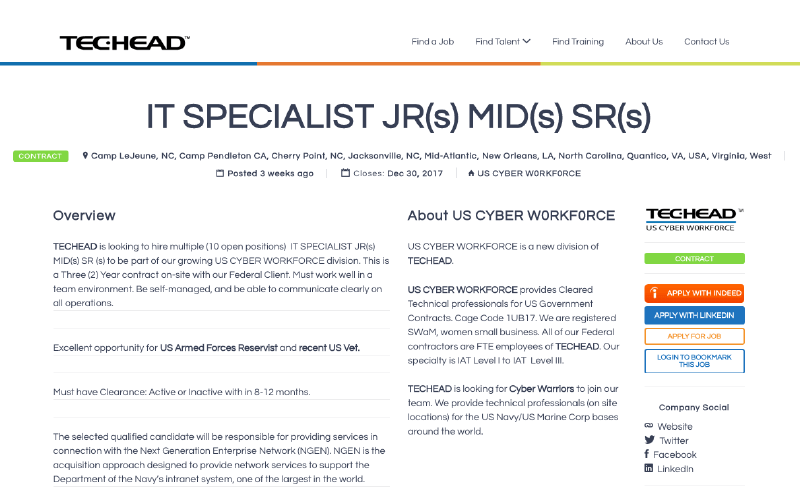 TECHEAD™
Find a Job
Find Talent
Find Training
About Us
Contact Us
IT SPECIALIST JR(s) MID(s) SR(s)
CONTRACT
Camp LeJeune, NC, Camp Pendleton CA, Cherry Point, NC, Jacksonville, NC, Mid-Atlantic, New Orleans, LA, North Carolina, Quantico, VA, USA, Virginia, West
Posted 3 weeks ago
Closes: Dec 30, 2017
US CYBER W0RKF0RCE
Overview
TECHEAD is looking to hire multiple (10 open positions) IT SPECIALIST JR(s)
MID(s) SR (s) to be part of our growing US CYBER WORKFORCE division. This is
a Three (2) Year contract on-site with our Federal Client. Must work well in a
team environment. Be self-managed, and be able to communicate clearly on
all operations.
Excellent opportunity for US Armed Forces Reservist and recent US Vet.
Must have Clearance: Active or Inactive with in 8-12 months.
The selected qualified candidate will be responsible for providing services in
connection with the Next Generation Enterprise Network (NGEN). NGEN is the
acquisition approach designed to provide network services to support the
Department of the Navy's intranet system, one of the largest in the world.
About US CYBER W0RKF0RCE
US CYBER WORKFORCE is a new division of
TECHEAD.
US CYBER WORKFORCE provides Cleared
Technical professionals for US Government
Contracts. Cage Code 1UB17. We are registered
SWaM, women small business. All of our Federal
contractors are FTE employees of TECHEAD. Our
specialty is IAT Level I to IAT Level III.
TECHEAD is looking for Cyber Warriors to join our
team. We provide technical professionals (on site
locations) for the US Navy/US Marine Corp bases
around the world.
TECHEAD™
US CYBER W0RKFORCE
CONTRACT
APPLY WITH INDEED
APPLY WITH LINKEDIN
APPLY FOR JOB
LOGIN TO BOOKMARK
THIS JOB
Company Social
Website
Twitter
Facebook
LinkedIn